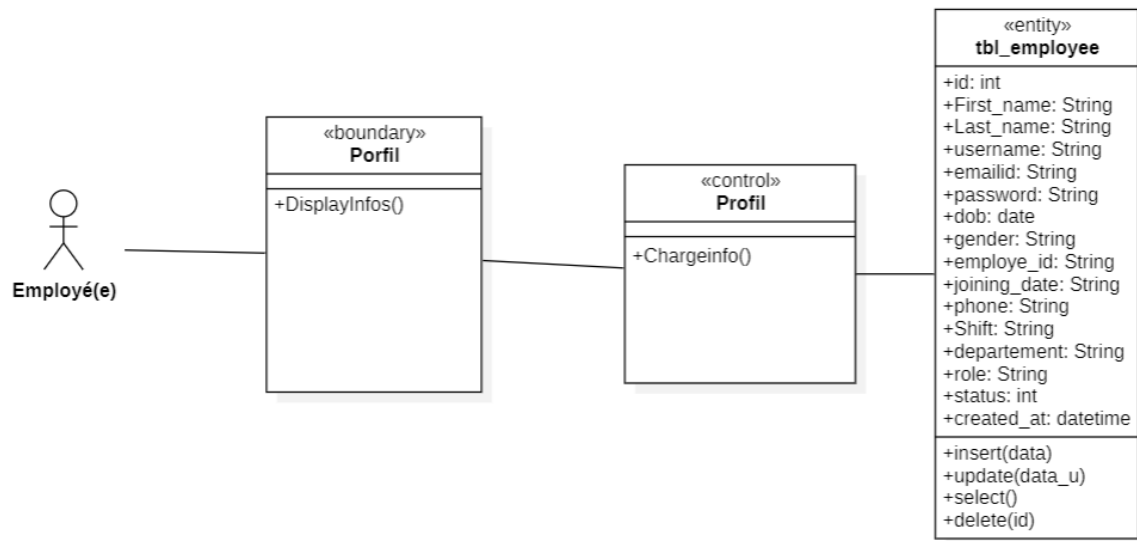 Employé(e)
«boundary»
Porfil
+DisplayInfos()
«control»
Profil
+Chargeinfo()
«entity»
tbl_employee
+id: int
+First_name: String
+Last_name: String
+username: String
+emailid: String
+password: String
+dob: date
+gender: String
+employe_id: String
+joining_date: String
+phone: String
+Shift: String
+departement: String
+role: String
+status: int
+created_at: datetime
+insert(data)
+update(data_u)
+select()
+delete(id)